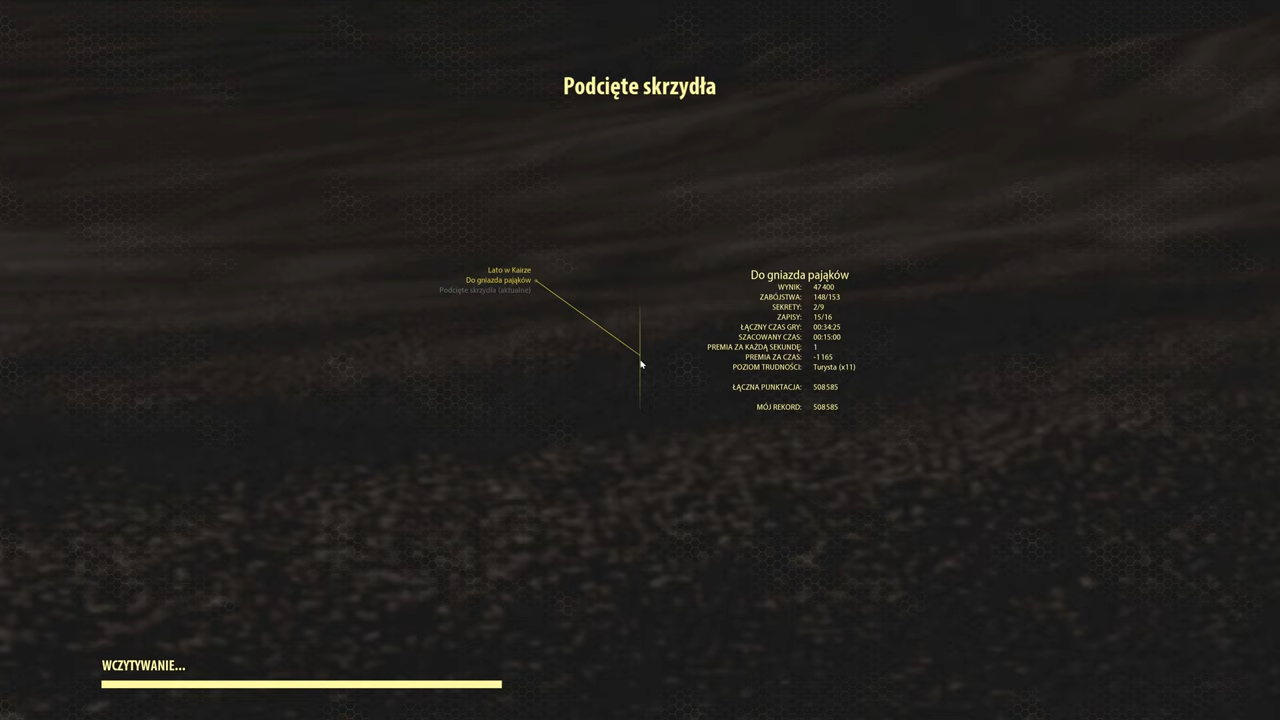 Podcięte skrzydła
Lato w Kairze
Do gniazda pająków
Podcięte skrzydła (aktualne)
Do gniazda pająków
WYNIK: 47 400
ZABÓJSTWA: 148/153
SEKRETY: 2/9
ZAPISY: 15/16
ŁĄCZNY CZAS GRY: 00:34:25
SZACOWANY CZAS: 00:15:00
PREMIA ZA KAŻDĄ SEKUNDĘ: 1
PREMIA ZA CZAS: -1 165
POZIOM TRUDNOŚCI: Turysta (x11)
ŁĄCZNA PUNKTACJA: 508 585
MÓJ REKORD: 508 585
WCZYTYWANIE...